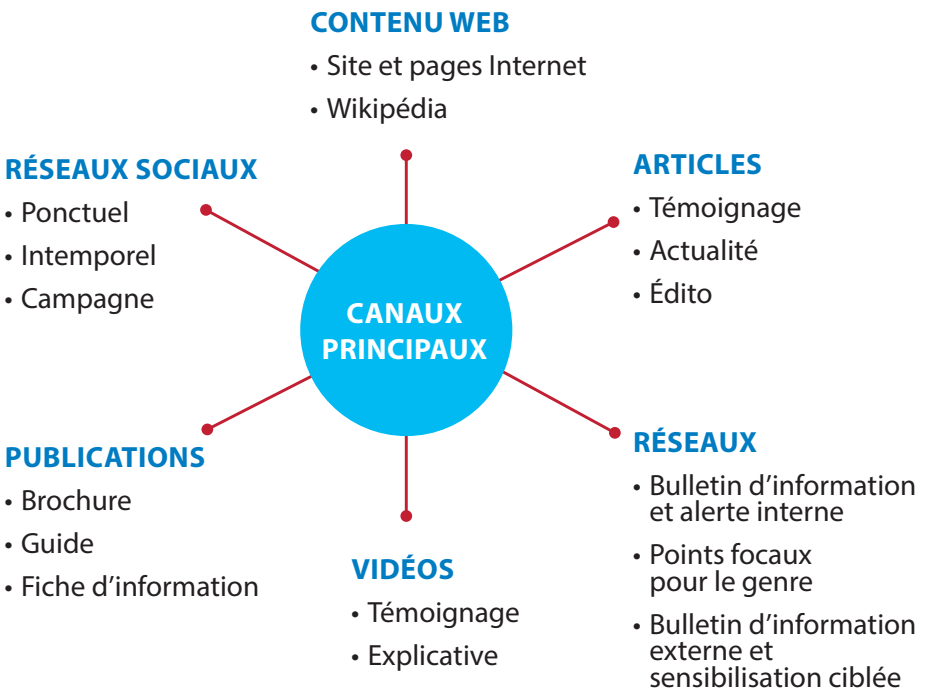 CONTENU WEB
• Site et pages Internet
• Wikipédia
RÉSEAUX SOCIAUX
• Ponctuel
• Intemporel
• Campagne
ARTICLES
• Témoignage
• Actualité
• Édito
CANAUX
PRINCIPAUX
PUBLICATIONS
• Brochure
• Guide
• Fiche d'information
VIDÉOS
• Témoignage
• Explicative
RÉSEAUX
• Bulletin d'information
et alerte interne
• Points focaux
pour le genre
• Bulletin d'information
externe et
sensibilisation ciblée